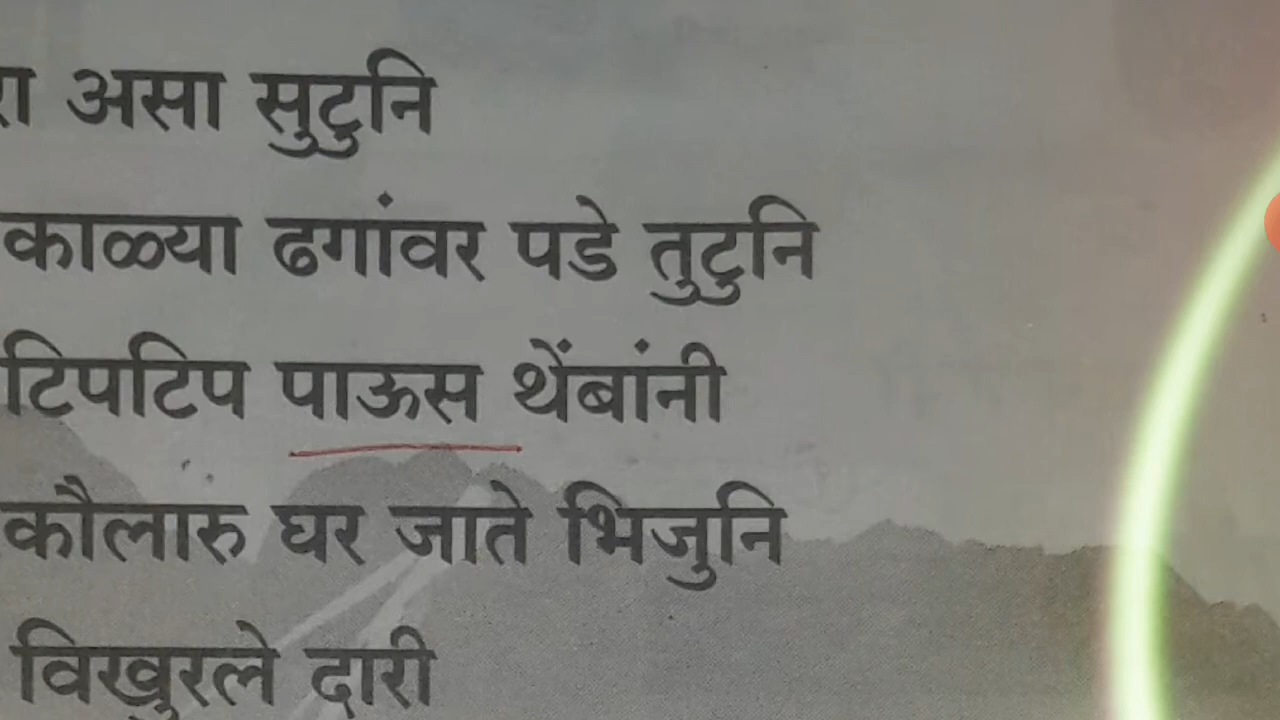 असा सुटुनि
काळ्या ढगांवर पडे तुटुनि
टिपटिप पाऊस थेंबांनी
कौलारु घर जाते भिजुनि
विखुरले दारी